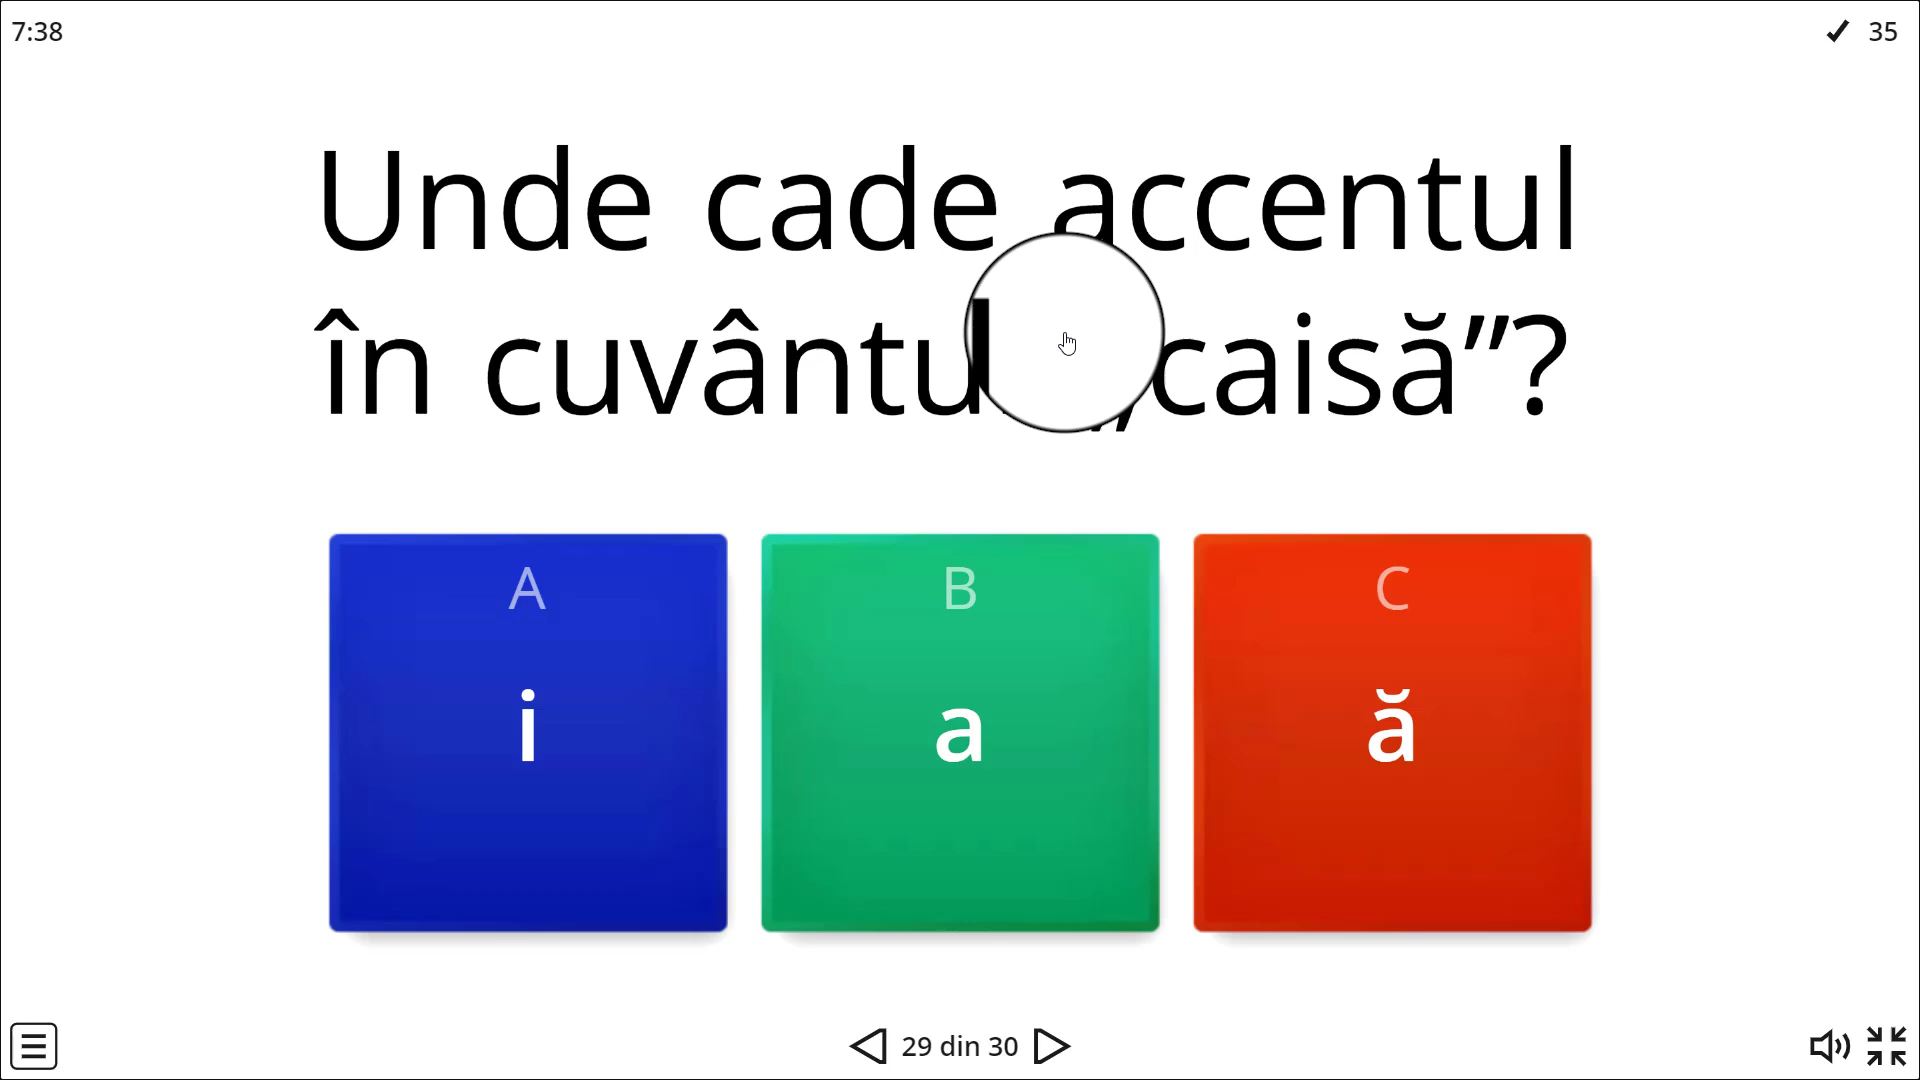 7:38
35
Unde cade accentul
în cuvântul „caisă”?
A
i
B
a
C
ă
29 din 30